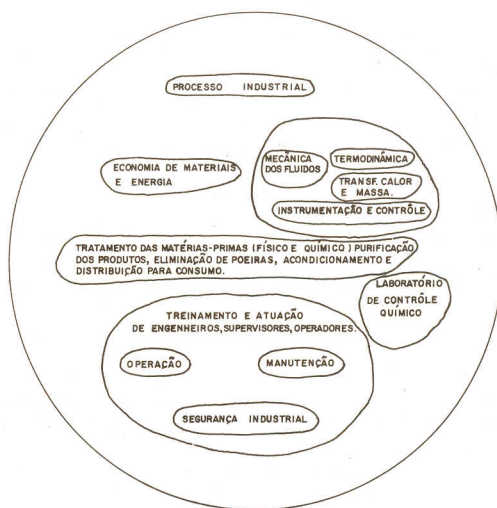 PROCESSO INDUSTRIAL
ECONOMIA DE MATERIAIS
E ENERGIA
MECÂNICA
DOS FLUIDOS
TERMODINÂMICA
TRANSF. CALOR
E MASSA.
INSTRUMENTAÇÃO E CONTRÔLE
TRATAMENTO DAS MATÉRIAS-PRIMAS (FÍSICO E QUÍMICO) PURIFICAÇÃO
DOS PRODUTOS, ELIMINAÇÃO DE POEIRAS, ACONDICIONAMENTO E
DISTRIBUIÇÃO PARA CONSUMO.
LABORATÓRIO
DE CONTRÔLE
QUÍMICO
TREINAMENTO E ATUAÇÃO
DE ENGENHEIROS, SUPERVISORES, OPERADORES.
OPERAÇÃO
MANUTENÇÃO
SEGURANÇA INDUSTRIAL